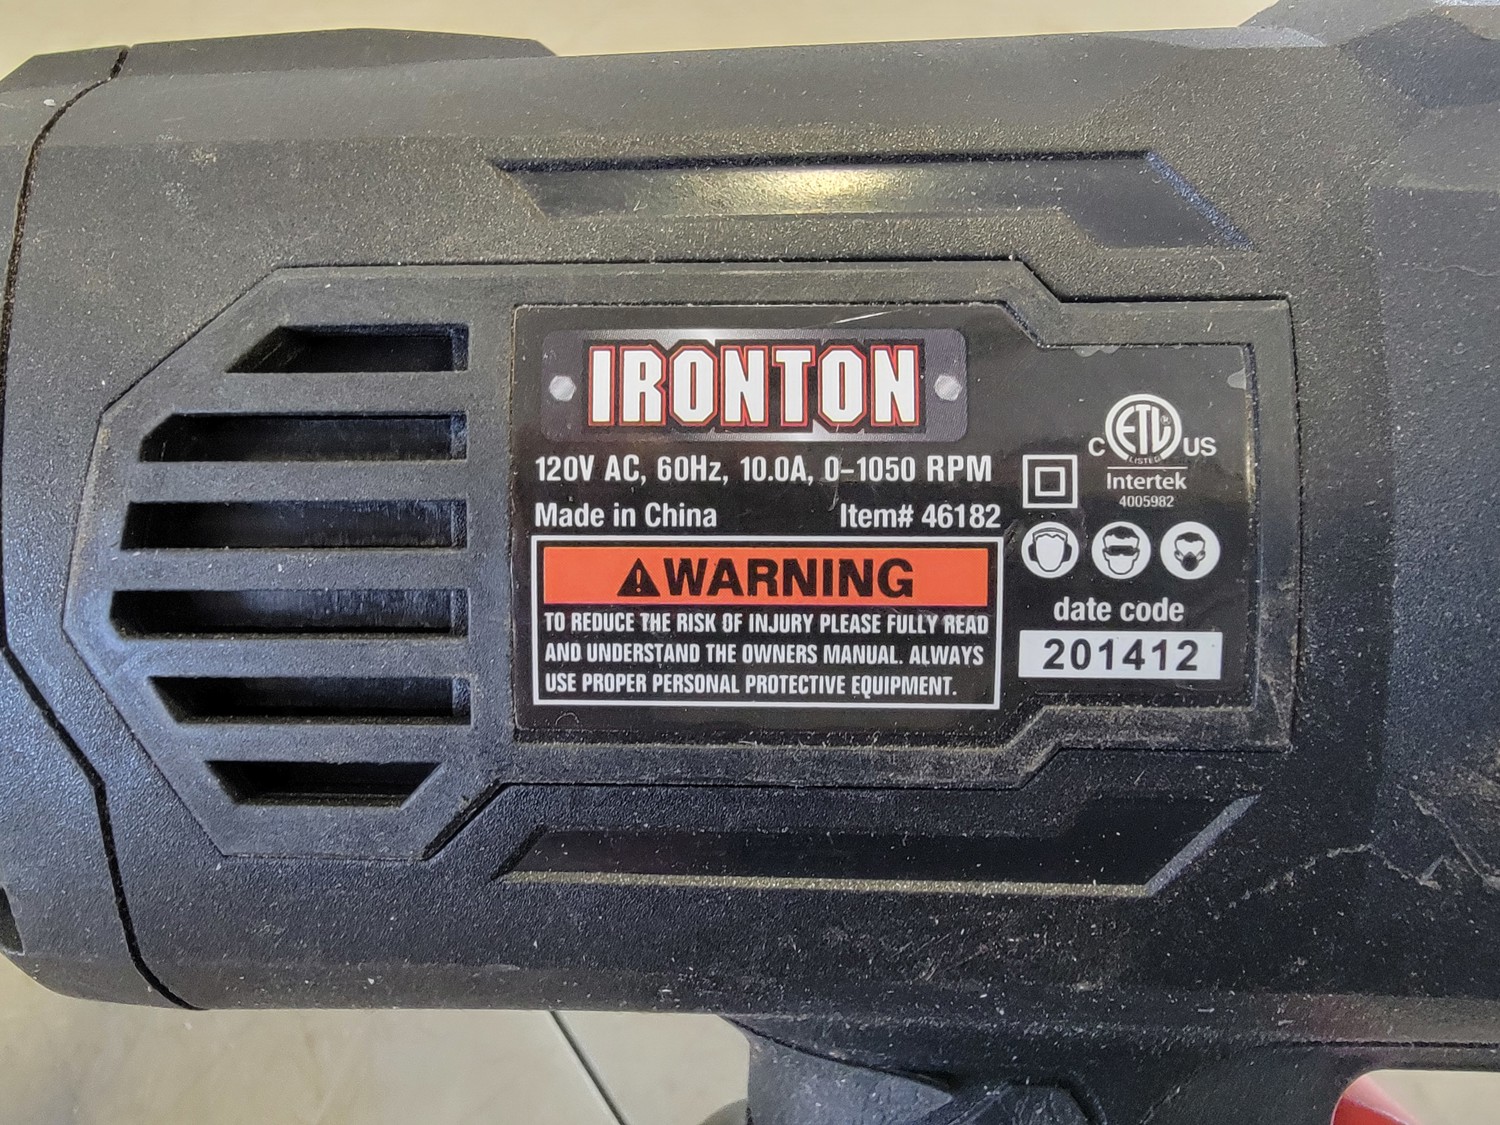 IRONTON
120V AC, 60Hz, 10.0A, 0-1050 RPM
Made in China Item# 46182
WARNING
TO REDUCE THE RISK OF INJURY PLEASE FULLY READ
AND UNDERSTAND THE OWNERS MANUAL. ALWAYS
USE PROPER PERSONAL PROTECTIVE EQUIPMENT.
C ETL US
LISTED
Intertek
4005982
date code
201412